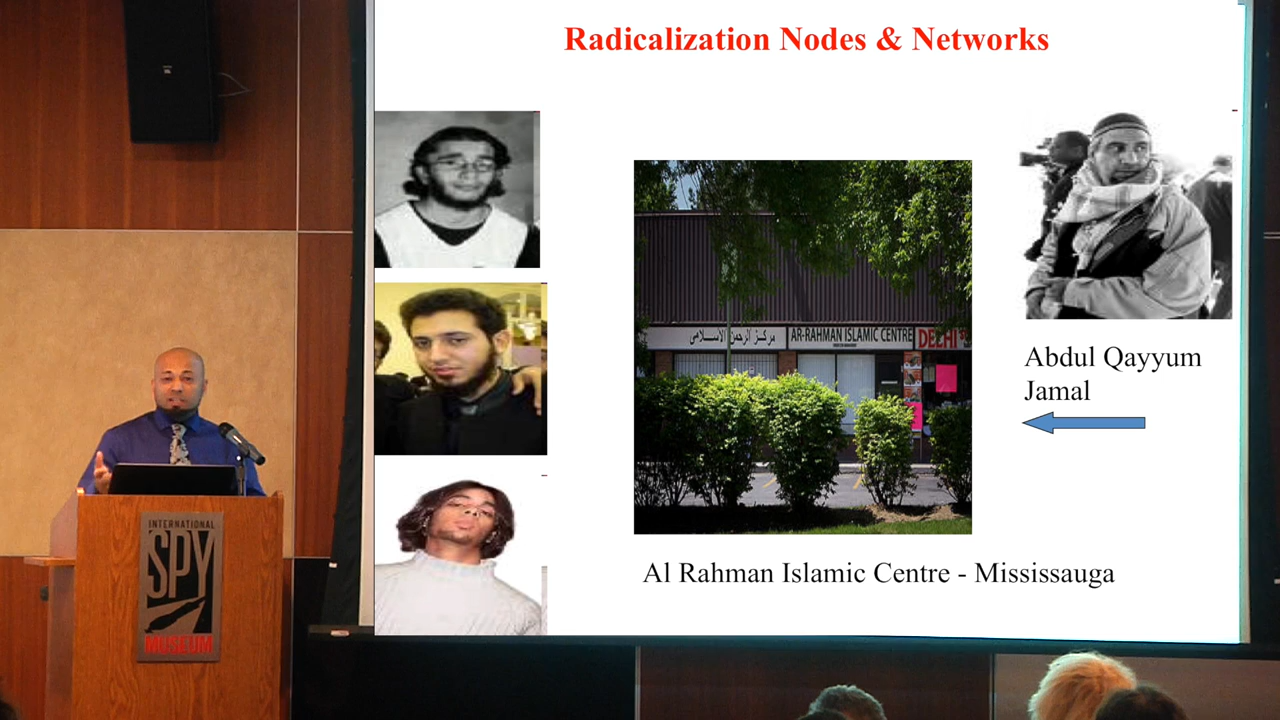 Radicalization Nodes & Networks
مركز الرحمن الاسلامي
AR-RAHMAN ISLAMIC CENTRE
DELHI
Abdul Qayyum
Jamal
Al Rahman Islamic Centre - Mississauga
INTERNATIONAL
SPY
MUSEUM